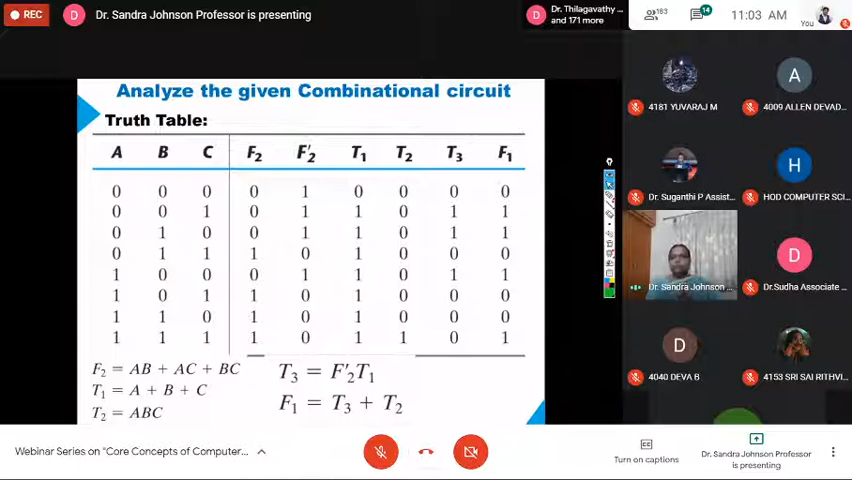 REC
D
Dr. Sandra Johnson Professor is presenting
D
Dr. Thilagavathy ...
and 171 more
183
14
11:03 AM
You
Analyze the given Combinational circuit
Truth Table:
A B C F₂ F′₂ T₁ T₂ T₃ F₁
0 0 0 0 1 0 0 0 0
0 0 1 0 1 1 0 1 1
0 1 0 0 1 1 0 1 1
0 1 1 1 0 1 0 0 0
1 0 0 0 1 1 0 1 1
1 0 1 1 0 1 0 0 0
1 1 0 1 0 1 0 0 0
1 1 1 1 0 1 1 0 1
F₂ = AB + AC + BC
T₁ = A + B + C
T₂ = ABC
T₃ = F′₂T₁
F₁ = T₃ + T₂
4181 YUVARAJ M
A
4009 ALLEN DEVAD...
Dr. Suganthi P Assist...
H
HOD COMPUTER SCI...
Dr. Sandra Johnson ...
D
Dr.Sudha Associate ...
D
4040 DEVA B
4153 SRI SAI RITHVI...
Webinar Series on "Core Concepts of Computer...
Turn on captions
Dr. Sandra Johnson Professor
is presenting